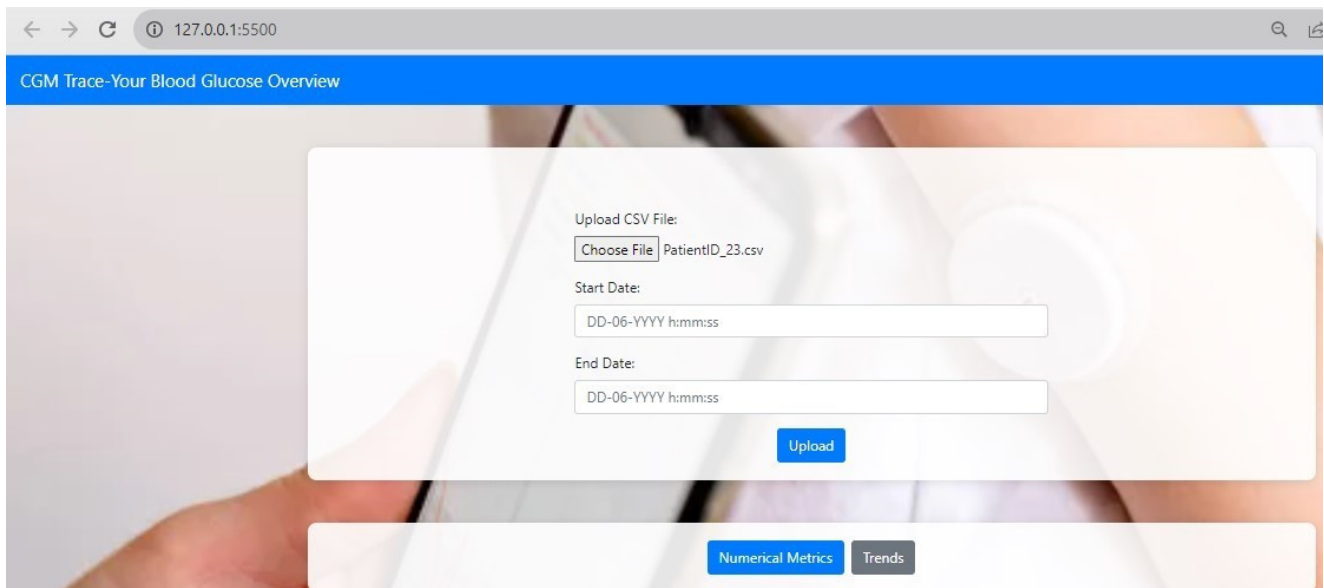 127.0.0.1:5500
CGM Trace-Your Blood Glucose Overview
Upload CSV File:
Choose File PatientID_23.csv
Start Date:
DD-06-YYYY h:mm:ss
End Date:
DD-06-YYYY h:mm:ss
Upload
Numerical Metrics Trends